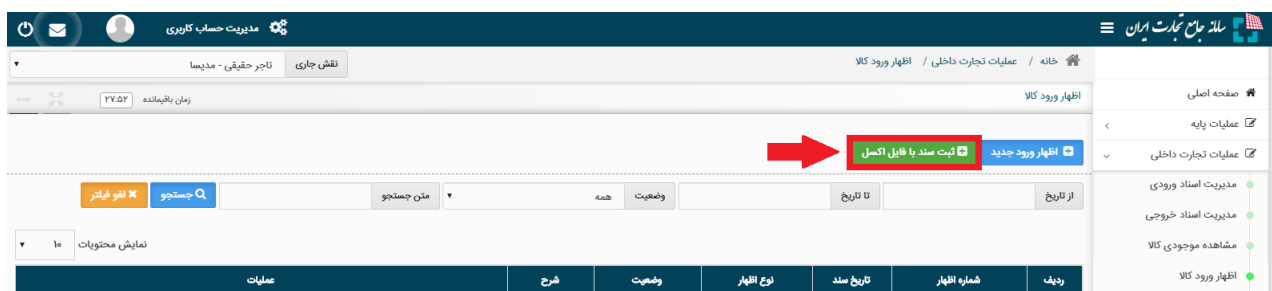 سامانه جامع تجارت ایران
مدیریت حساب کاربری
خانه / عملیات تجارت داخلی / اظهار ورود کالا
نقش جاری
تاجر حقیقی - مدیسا
اظهار ورود کالا
زمان باقیمانده ۲۷:۵۲
صفحه اصلی
عملیات پایه
عملیات تجارت داخلی
مدیریت اسناد ورودی
مدیریت اسناد خروجی
مشاهده موجودی کالا
اظهار ورود کالا
اظهار ورود جدید
ثبت سند با فایل اکسل
از تاریخ
تا تاریخ
وضعیت
همه
متن جستجو
جستجو
لغو فیلتر
نمایش محتویات ۱۰
ردیف
شماره اظهار
تاریخ سند
نوع اظهار
وضعیت
شرح
عملیات